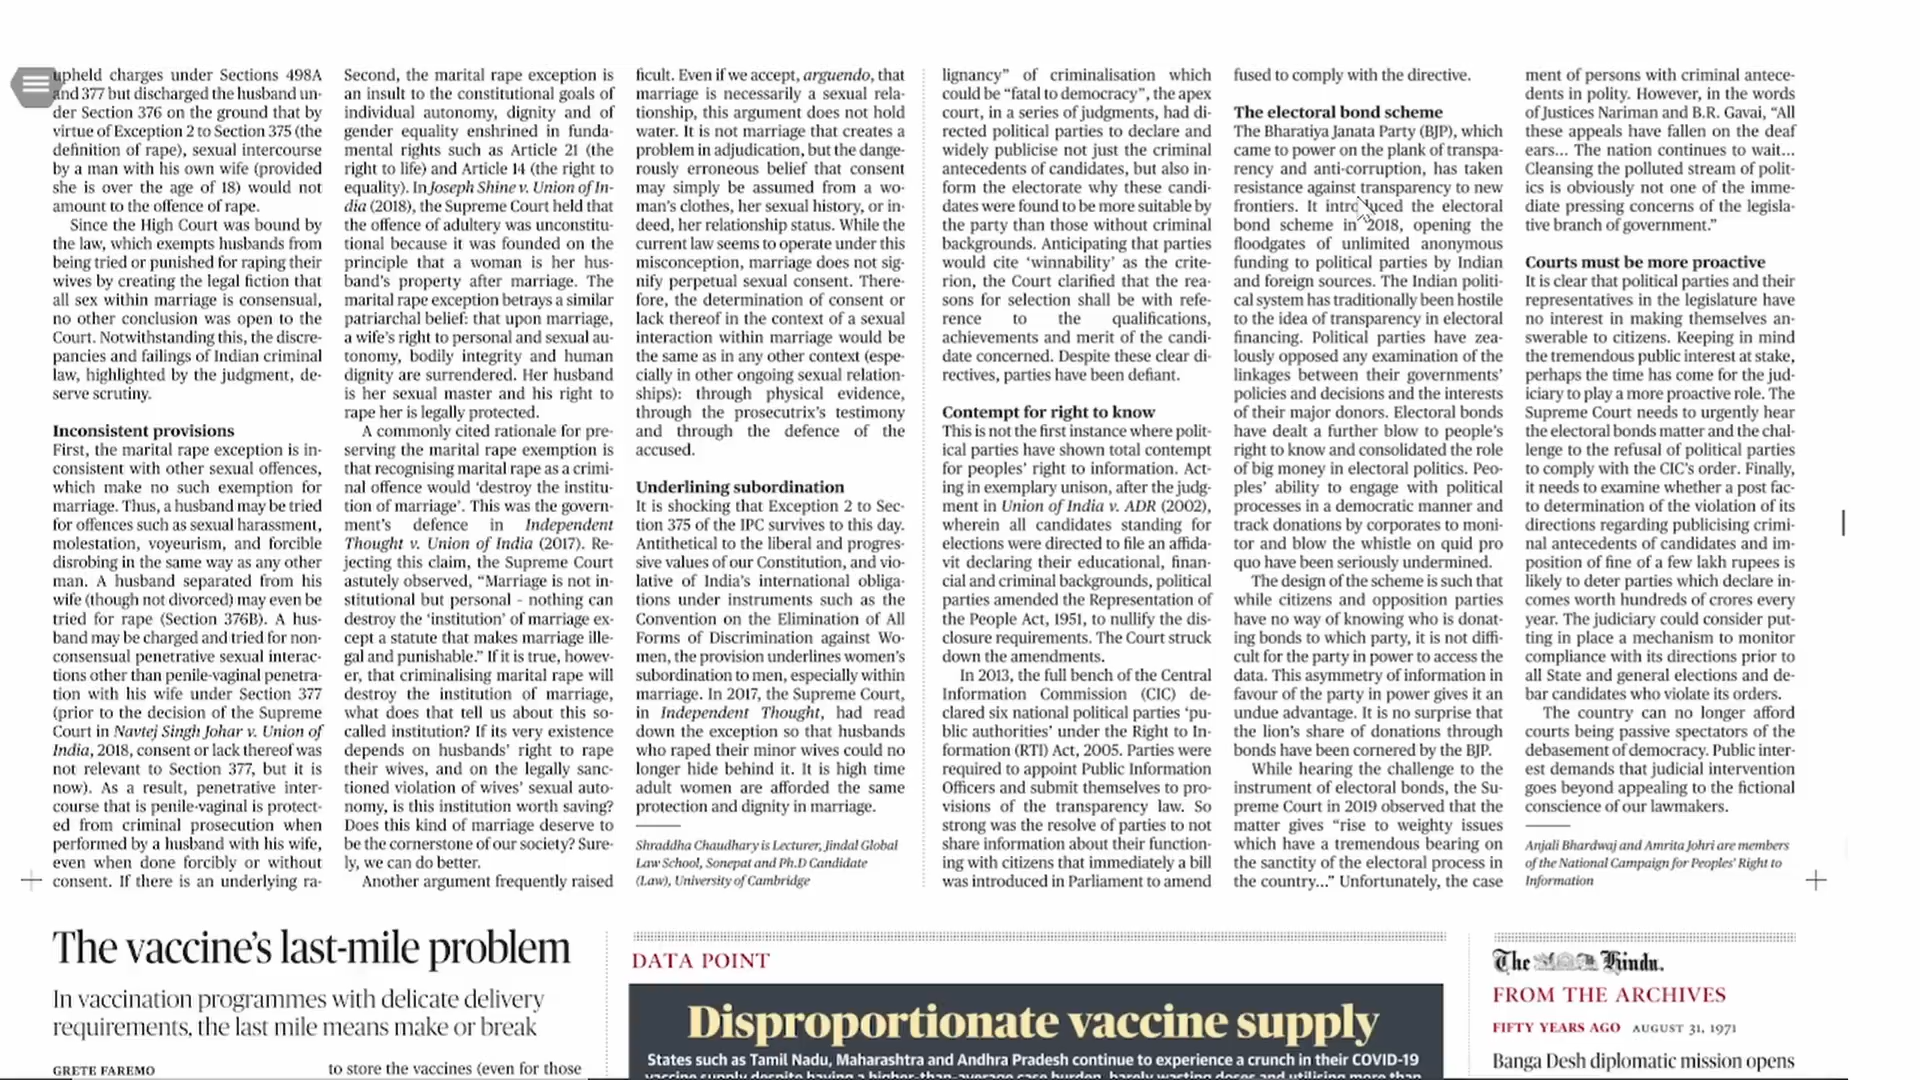 upheld charges under Sections 498A
and 377 but discharged the husband un-
der Section 376 on the ground that by
virtue of Exception 2 to Section 375 (the
definition of rape), sexual intercourse
by a man with his own wife (provided
she is over the age of 18) would not
amount to the offence of rape.
Since the High Court was bound by
the law, which exempts husbands from
being tried or punished for raping their
wives by creating the legal fiction that
all sex within marriage is consensual,
no other conclusion was open to the
Court. Notwithstanding this, the discre-
pancies and failings of Indian criminal
law, highlighted by the judgment, de-
serve scrutiny.
Inconsistent provisions
First, the marital rape exception is in-
consistent with other sexual offences,
which make no such exemption for
marriage. Thus, a husband may be tried
for offences such as sexual harassment,
molestation, voyeurism, and forcible
disrobing in the same way as any other
man. A husband separated from his
wife (though not divorced) may even be
tried for rape (Section 376B). A hus-
band may be charged and tried for non-
consensual penetrative sexual interac-
tions other than penile-vaginal penetra-
tion with his wife under Section 377
(prior to the decision of the Supreme
Court in Navtej Singh Johar v. Union of
India, 2018, consent or lack thereof was
not relevant to Section 377, but it is
now). As a result, penetrative inter-
course that is penile-vaginal is protect-
ed from criminal prosecution when
performed by a husband with his wife,
even when done forcibly or without
consent. If there is an underlying ra-
Second, the marital rape exception is
an insult to the constitutional goals of
individual autonomy, dignity and of
gender equality enshrined in funda-
mental rights such as Article 21 (the
right to life) and Article 14 (the right to
equality). In Joseph Shine v. Union of In-
dia (2018), the Supreme Court held that
the offence of adultery was unconstitu-
tional because it was founded on the
principle that a woman is her hus-
band's property after marriage. The
marital rape exception betrays a similar
patriarchal belief: that upon marriage,
a wife's right to personal and sexual au-
tonomy, bodily integrity and human
dignity are surrendered. Her husband
is her sexual master and his right to
rape her is legally protected.
A commonly cited rationale for pre-
serving the marital rape exemption is
that recognising marital rape as a crimi-
nal offence would 'destroy the institu-
tion of marriage'. This was the govern-
ment's defence in Independent
Thought v. Union of India (2017). Re-
jecting this claim, the Supreme Court
astutely observed, "Marriage is not in-
stitutional but personal – nothing can
destroy the 'institution' of marriage ex-
cept a statute that makes marriage ille-
gal and punishable." If it is true, howev-
er, that criminalising marital rape will
destroy the institution of marriage,
what does that tell us about this so-
called institution? If its very existence
depends on husbands' right to rape
their wives, and on the legally sanc-
tioned violation of wives' sexual auto-
nomy, is this institution worth saving?
Does this kind of marriage deserve to
be the cornerstone of our society? Sure-
ly, we can do better.
Another argument frequently raised
ficult. Even if we accept, arguendo, that
marriage is necessarily a sexual rela-
tionship, this argument does not hold
water. It is not marriage that creates a
problem in adjudication, but the dange-
rously erroneous belief that consent
may simply be assumed from a wo-
man's clothes, her sexual history, or in-
deed, her relationship status. While the
current law seems to operate under this
misconception, marriage does not sig-
nify perpetual sexual consent. There-
fore, the determination of consent or
lack thereof in the context of a sexual
interaction within marriage would be
the same as in any other context (espe-
cially in other ongoing sexual relation-
ships): through physical evidence,
through the prosecutrix's testimony
and through the defence of the
accused.
Underlining subordination
It is shocking that Exception 2 to Sec-
tion 375 of the IPC survives to this day.
Antithetical to the liberal and progres-
sive values of our Constitution, and vio-
lative of India's international obliga-
tions under instruments such as the
Convention on the Elimination of All
Forms of Discrimination against Wo-
men, the provision underlines women's
subordination to men, especially within
marriage. In 2017, the Supreme Court,
in Independent Thought, had read
down the exception so that husbands
who raped their minor wives could no
longer hide behind it. It is high time
adult women are afforded the same
protection and dignity in marriage.
Shraddha Chaudhary is Lecturer, Jindal Global
Law School, Sonepat and Ph.D Candidate
(Law), University of Cambridge
lignancy" of criminalisation which
could be "fatal to democracy", the apex
court, in a series of judgments, had di-
rected political parties to declare and
widely publicise not just the criminal
antecedents of candidates, but also in-
form the electorate why these candi-
dates were found to be more suitable by
the party than those without criminal
backgrounds. Anticipating that parties
would cite 'winnability' as the crite-
rion, the Court clarified that the rea-
sons for selection shall be with refe-
rence to the qualifications,
achievements and merit of the candi-
date concerned. Despite these clear di-
rectives, parties have been defiant.
Contempt for right to know
This is not the first instance where polit-
ical parties have shown total contempt
for peoples' right to information. Act-
ing in exemplary unison, after the judg-
ment in Union of India v. ADR (2002),
wherein all candidates standing for
elections were directed to file an affida-
vit declaring their educational, finan-
cial and criminal backgrounds, political
parties amended the Representation of
the People Act, 1951, to nullify the dis-
closure requirements. The Court struck
down the amendments.
In 2013, the full bench of the Central
Information Commission (CIC) de-
clared six national political parties 'pu-
blic authorities' under the Right to In-
formation (RTI) Act, 2005. Parties were
required to appoint Public Information
Officers and submit themselves to pro-
visions of the transparency law. So
strong was the resolve of parties to not
share information about their function-
ing with citizens that immediately a bill
was introduced in Parliament to amend
fused to comply with the directive.
The electoral bond scheme
The Bharatiya Janata Party (BJP), which
came to power on the plank of transpa-
rency and anti-corruption, has taken
resistance against transparency to new
frontiers. It introduced the electoral
bond scheme in 2018, opening the
floodgates of unlimited anonymous
funding to political parties by Indian
and foreign sources. The Indian politi-
cal system has traditionally been hostile
to the idea of transparency in electoral
financing. Political parties have zea-
lously opposed any examination of the
linkages between their governments'
policies and decisions and the interests
of their major donors. Electoral bonds
have dealt a further blow to people's
right to know and consolidated the role
of big money in electoral politics. Peo-
ples' ability to engage with political
processes in a democratic manner and
track donations by corporates to moni-
tor and blow the whistle on quid pro
quo have been seriously undermined.
The design of the scheme is such that
while citizens and opposition parties
have no way of knowing who is donat-
ing bonds to which party, it is not diffi-
cult for the party in power to access the
data. This asymmetry of information in
favour of the party in power gives it an
undue advantage. It is no surprise that
the lion's share of donations through
bonds have been cornered by the BJP.
While hearing the challenge to the
instrument of electoral bonds, the Su-
preme Court in 2019 observed that the
matter gives "rise to weighty issues
which have a tremendous bearing on
the sanctity of the electoral process in
the country..." Unfortunately, the case
ment of persons with criminal antece-
dents in polity. However, in the words
of Justices Nariman and B.R. Gavai, "All
these appeals have fallen on the deaf
ears... The nation continues to wait...
Cleansing the polluted stream of polit-
ics is obviously not one of the imme-
diate pressing concerns of the legisla-
tive branch of government."
Courts must be more proactive
It is clear that political parties and their
representatives in the legislature have
no interest in making themselves an-
swerable to citizens. Keeping in mind
the tremendous public interest at stake,
perhaps the time has come for the jud-
iciary to play a more proactive role. The
Supreme Court needs to urgently hear
the electoral bonds matter and the chal-
lenge to the refusal of political parties
to comply with the CIC's order. Finally,
it needs to examine whether a post fac-
to determination of the violation of its
directions regarding publicising crimi-
nal antecedents of candidates and im-
position of fine of a few lakh rupees is
likely to deter parties which declare in-
comes worth hundreds of crores every
year. The judiciary could consider put-
ting in place a mechanism to monitor
compliance with its directions prior to
all State and general elections and de-
bar candidates who violate its orders.
The country can no longer afford
courts being passive spectators of the
debasement of democracy. Public inter-
est demands that judicial intervention
goes beyond appealing to the fictional
conscience of our lawmakers.
Anjali Bhardwaj and Amrita Johri are members
of the National Campaign for Peoples' Right to
Information
The vaccine's last-mile problem
In vaccination programmes with delicate delivery
requirements, the last mile means make or break
GRETE FAREMO
to store the vaccines (even for those
DATA POINT
Disproportionate vaccine supply
States such as Tamil Nadu, Maharashtra and Andhra Pradesh continue to experience a crunch in their COVID-19
vaccine supply despite having a higher-than-average case burden, barely wasting doses and utilising more than
The Hindu.
FROM THE ARCHIVES
FIFTY YEARS AGO AUGUST 31, 1971
Banga Desh diplomatic mission opens